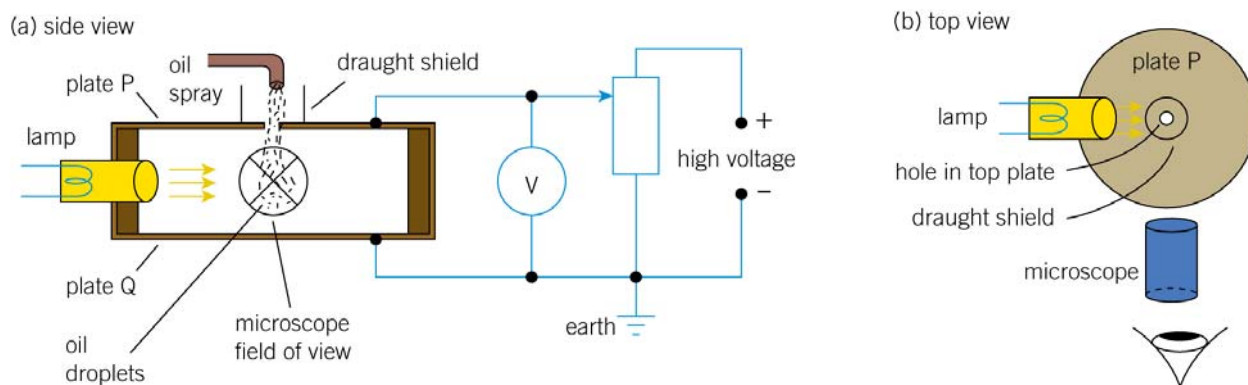 (a) side view
oil
spray
draught shield
plate P
lamp
V
+
high voltage
−
plate Q
oil
droplets
microscope
field of view
earth
(b) top view
plate P
lamp
hole in top plate
draught shield
microscope